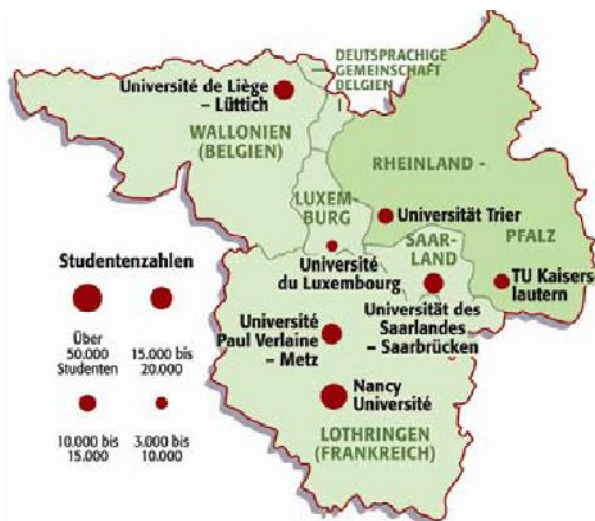 DEUTSPRACHIGE
GEMEINSCHAFT
BELGIEN
Université de Liège
– Lüttich
WALLONIEN
(BELGIEN)
RHEINLAND -
PFALZ
LUXEM-
BURG
Universität Trier
SAAR-
LAND
Université
du Luxembourg
TU Kaisers-
lautern
Universität des
Saarlandes
– Saarbrücken
Université
Paul Verlaine
– Metz
Nancy
Université
LOTHRINGEN
(FRANKREICH)
Studentenzahlen
Über
50.000
Studenten
15.000 bis
20.000
10.000 bis
15.000
3.000 bis
10.000